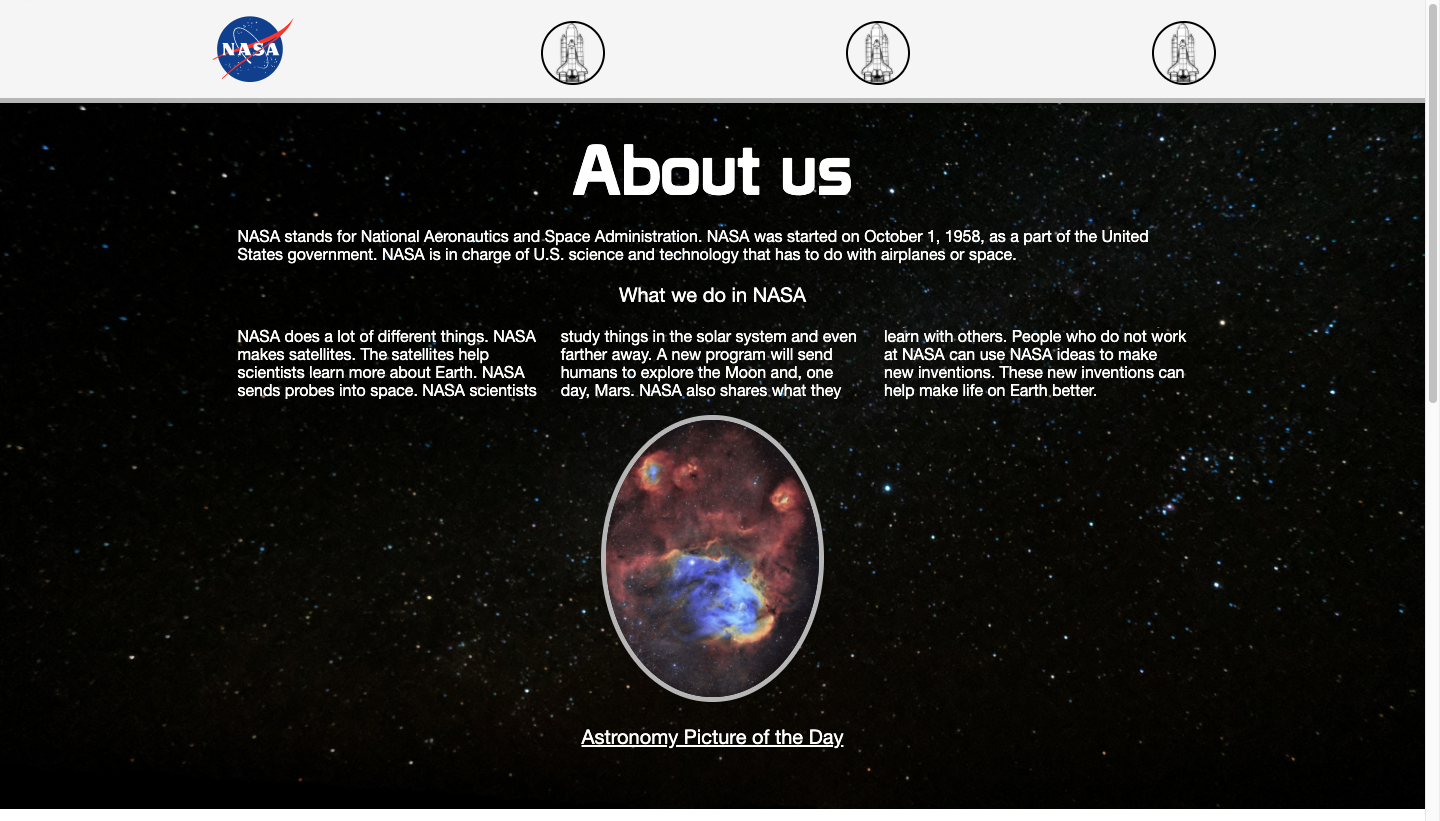 NASA
About us
NASA stands for National Aeronautics and Space Administration. NASA was started on October 1, 1958, as a part of the United
States government. NASA is in charge of U.S. science and technology that has to do with airplanes or space.
What we do in NASA
NASA does a lot of different things. NASA
makes satellites. The satellites help
scientists learn more about Earth. NASA
sends probes into space. NASA scientists
study things in the solar system and even
farther away. A new program will send
humans to explore the Moon and, one
day, Mars. NASA also shares what they
learn with others. People who do not work
at NASA can use NASA ideas to make
new inventions. These new inventions can
help make life on Earth better.
Astronomy Picture of the Day